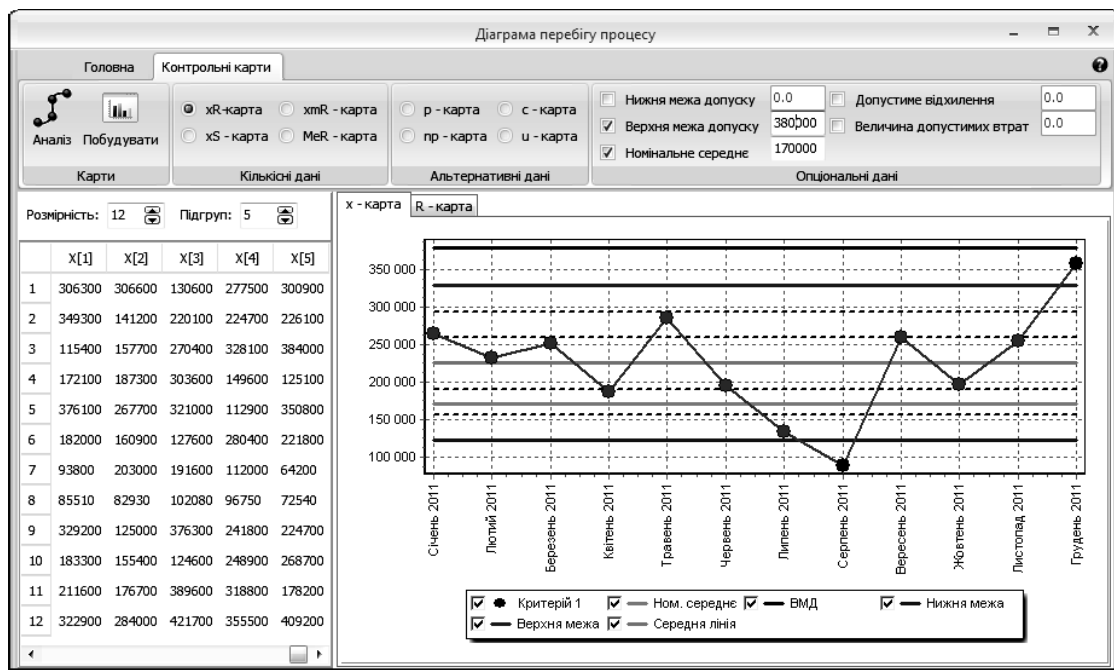 Діаграма перебігу процесу
Головна Контрольні карти
Аналіз Побудувати
Карти
xR-карта xmR - карта
xS - карта MeR - карта
Кількісні дані
p - карта c - карта
np - карта u - карта
Альтернативні дані
Нижня межа допуску 0.0 Допустиме відхилення 0.0
Верхня межа допуску 380000 Величина допустимих втрат 0.0
Номінальне середнє 170000
Опціональні дані
Розмірність: 12 Підгруп: 5
X[1] X[2] X[3] X[4] X[5]
1 306300 306600 130600 277500 300900
2 349300 141200 220100 224700 226100
3 115400 157700 270400 328100 384000
4 172100 187300 303600 149600 125100
5 376100 267700 321000 112900 350800
6 182000 160900 127600 280400 221800
7 93800 203000 191600 112000 64200
8 85510 82930 102080 96750 72540
9 329200 125000 376300 241800 224700
10 183300 155400 124600 248900 268700
11 211600 176700 389600 318800 178200
12 322900 284000 421700 355500 409200
x - карта R - карта
350 000
300 000
250 000
200 000
150 000
100 000
Січень 2011
Лютий 2011
Березень 2011
Квітень 2011
Травень 2011
Червень 2011
Липень 2011
Серпень 2011
Вересень 2011
Жовтень 2011
Листопад 2011
Грудень 2011
Критерій 1 Ном. середнє ВМД Нижня межа
Верхня межа Середня лінія